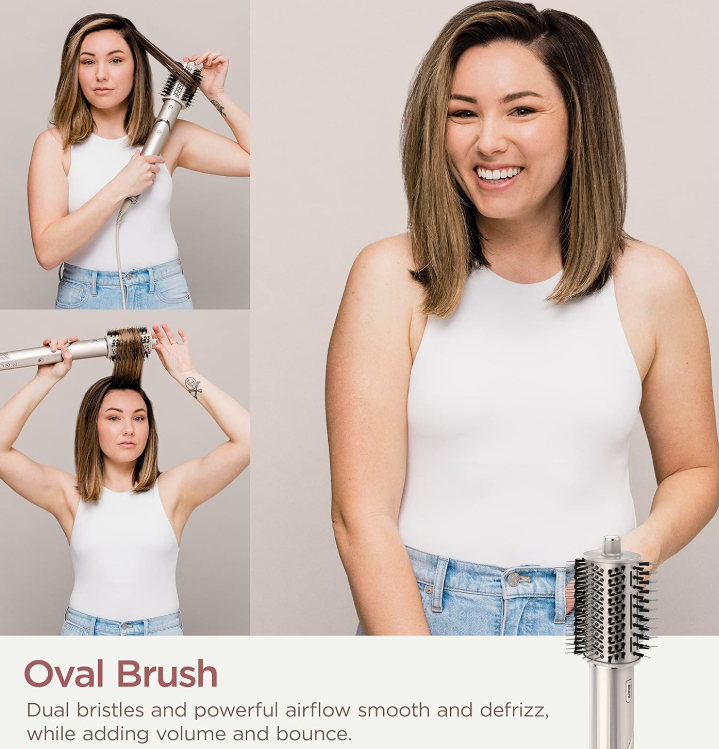 Oval Brush
Dual bristles and powerful airflow smooth and defrizz,
while adding volume and bounce.